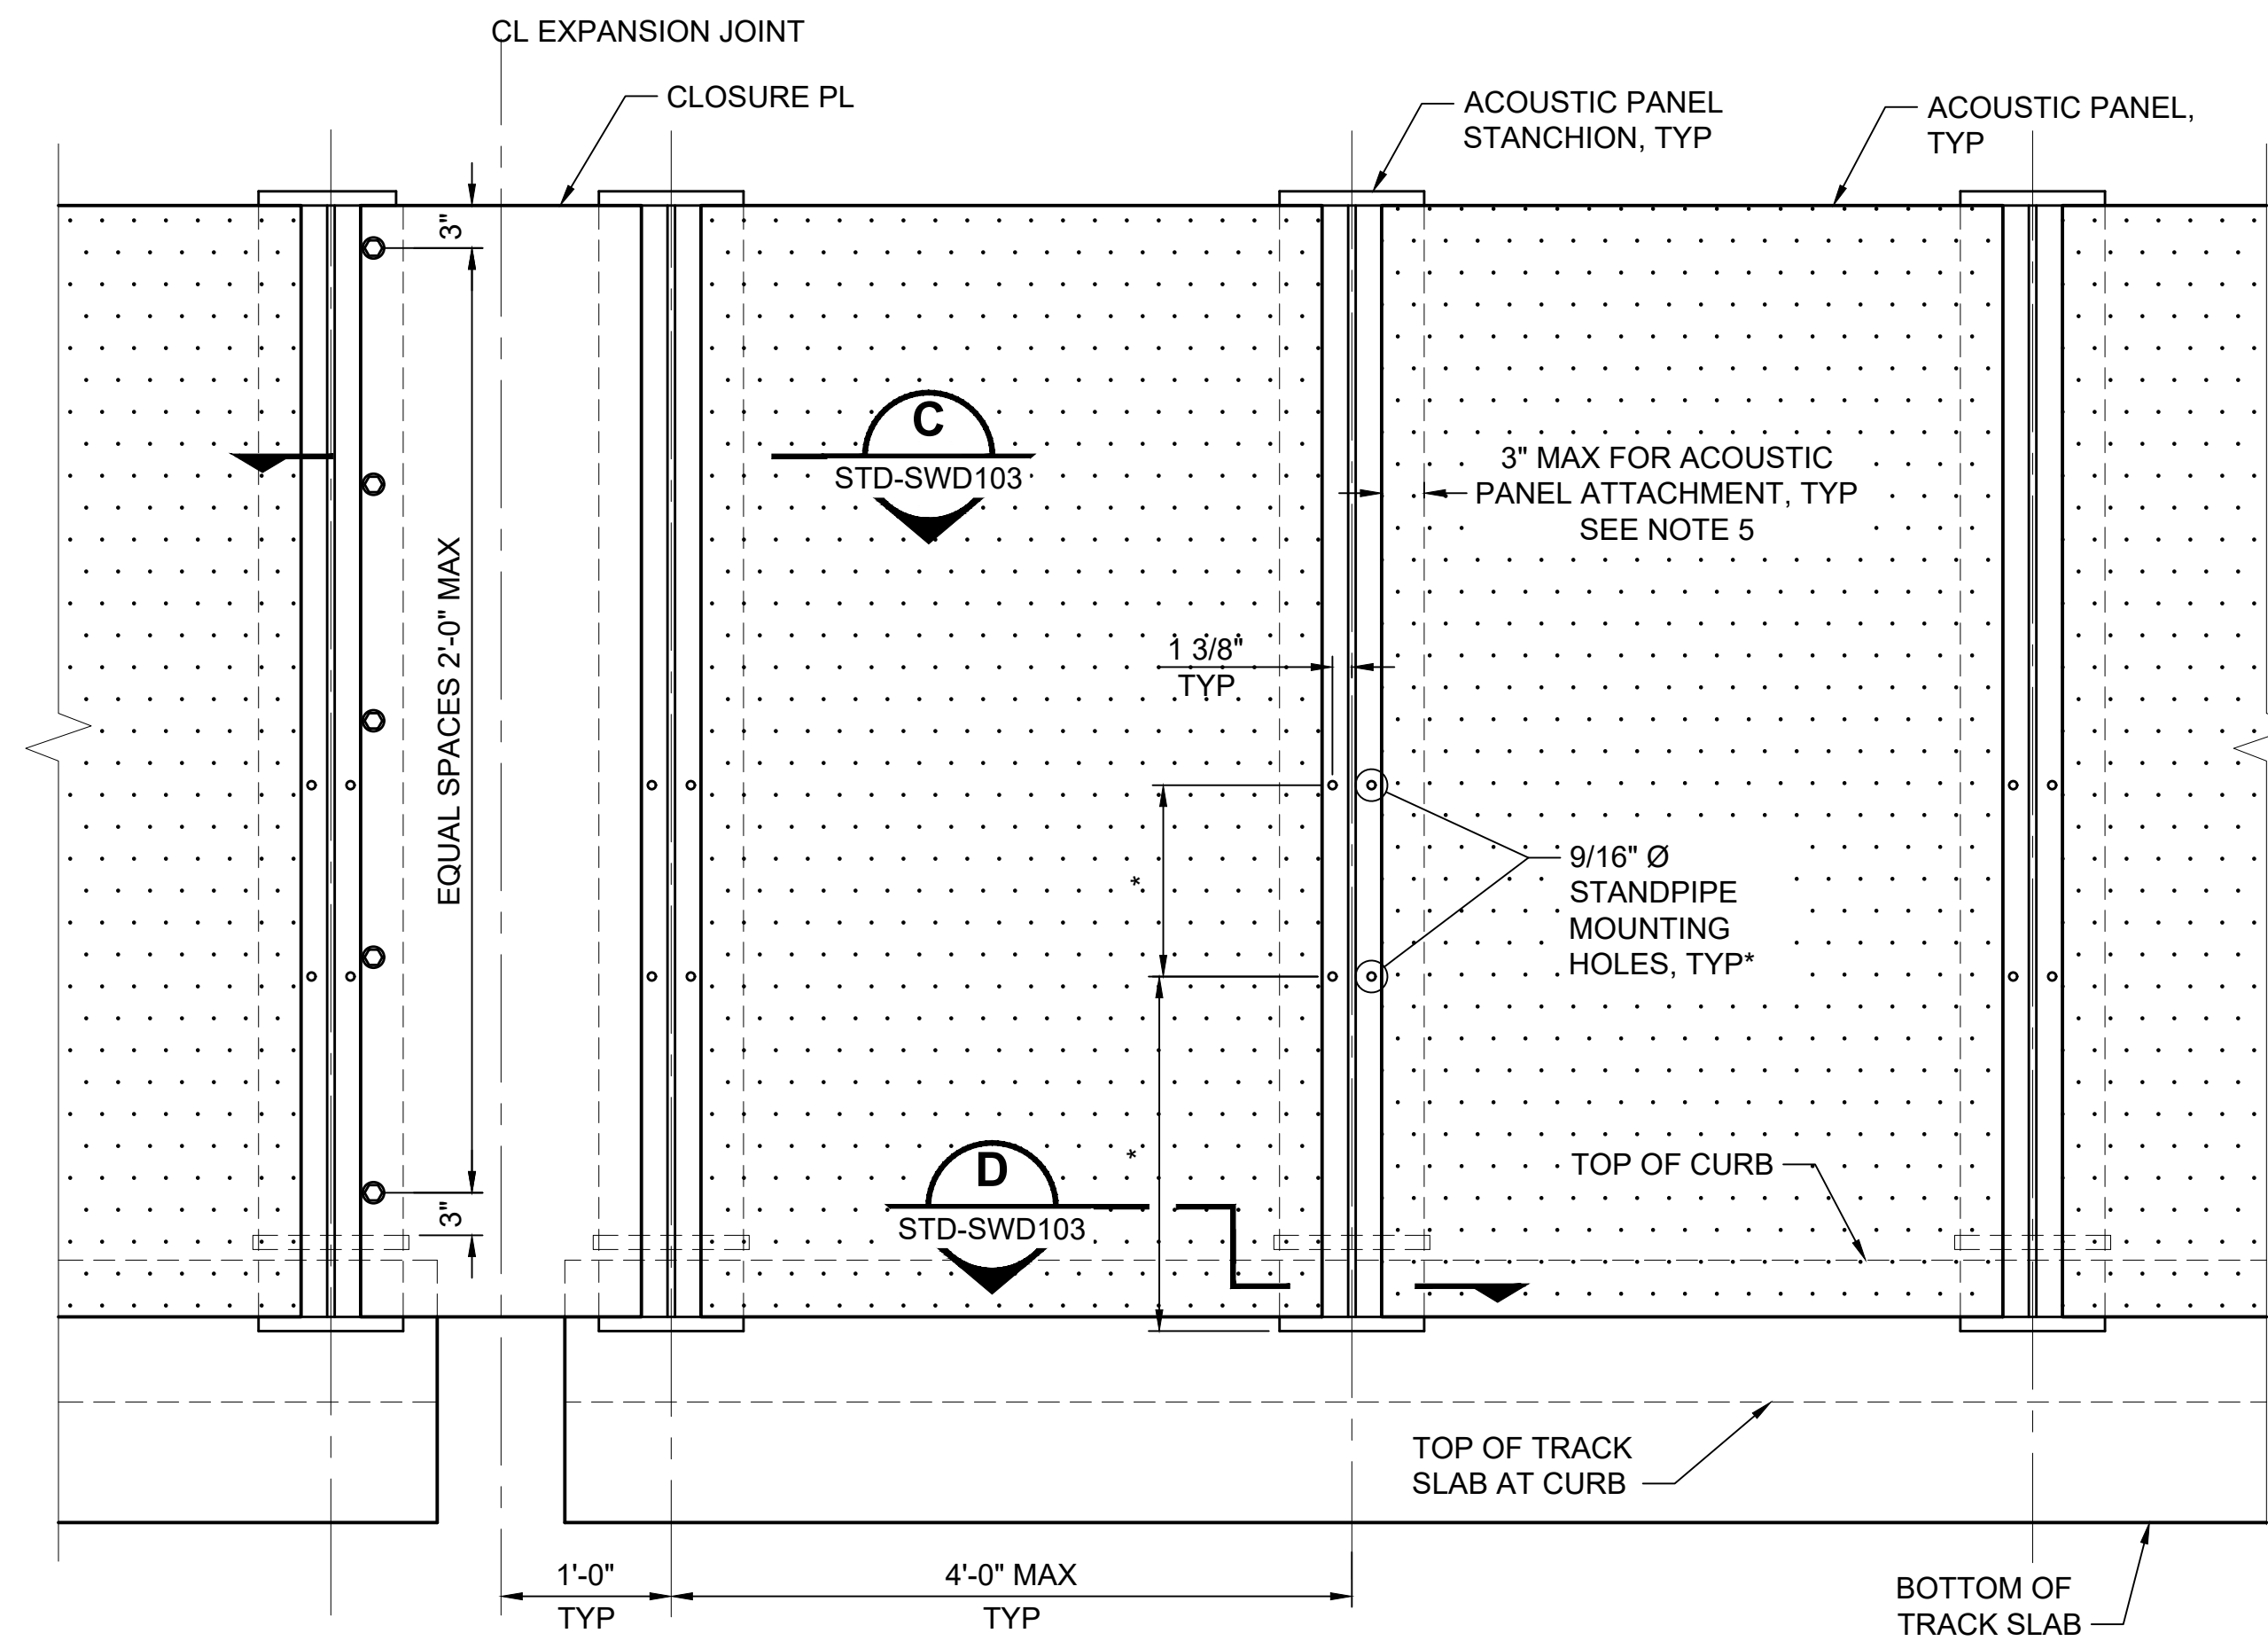 CL EXPANSION JOINT
CLOSURE PL
ACOUSTIC PANEL
STANCHION, TYP
ACOUSTIC PANEL,
TYP
3"
EQUAL SPACES 2'-0" MAX
3"
C
STD-SWD103
3" MAX FOR ACOUSTIC
PANEL ATTACHMENT, TYP
SEE NOTE 5
1 3/8"
TYP
*
*
9/16" Ø
STANDPIPE
MOUNTING
HOLES, TYP*
D
STD-SWD103
TOP OF CURB
TOP OF TRACK
SLAB AT CURB
1'-0"
TYP
4'-0" MAX
TYP
BOTTOM OF
TRACK SLAB